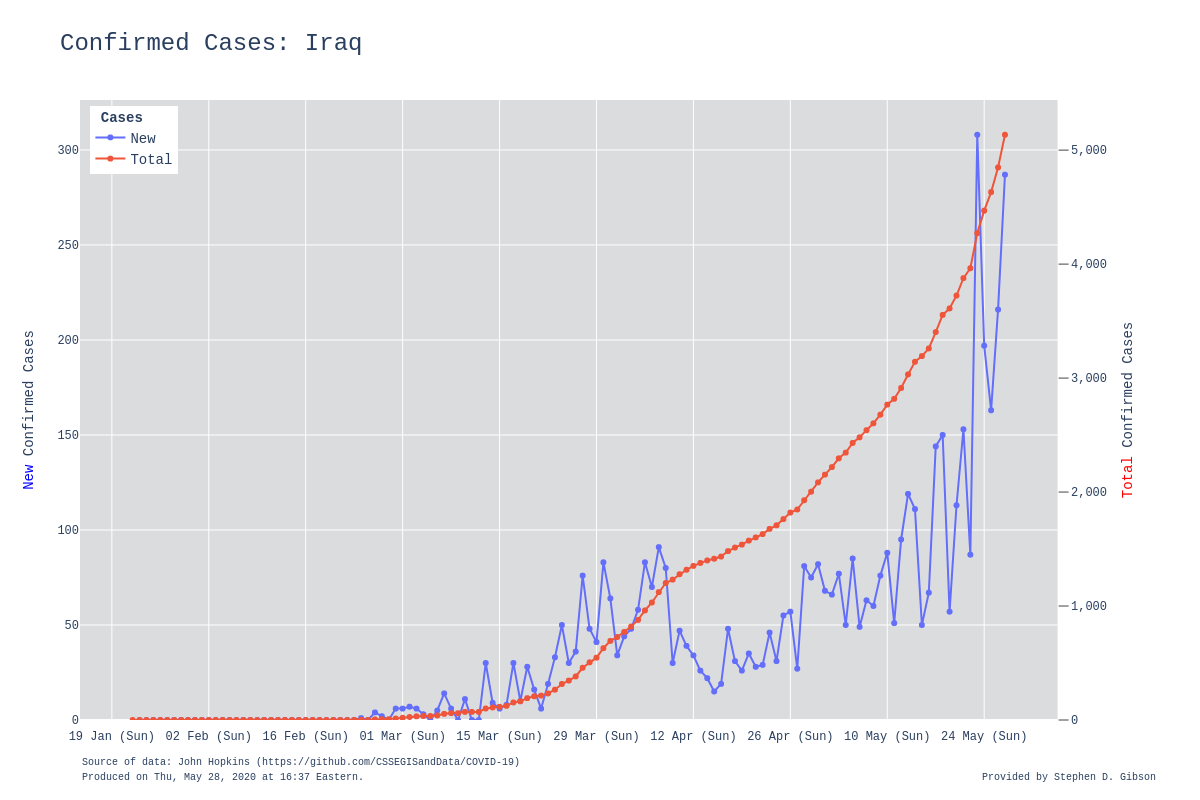 Confirmed Cases: Iraq
Cases
New
Total
300
250
200
150
100
50
0
5,000
4,000
3,000
2,000
1,000
0
New Confirmed Cases
Total Confirmed Cases
19 Jan (Sun) 02 Feb (Sun) 16 Feb (Sun) 01 Mar (Sun) 15 Mar (Sun) 29 Mar (Sun) 12 Apr (Sun) 26 Apr (Sun) 10 May (Sun) 24 May (Sun)
Source of data: John Hopkins (https://github.com/CSSEGISandData/COVID-19)
Produced on Thu, May 28, 2020 at 16:37 Eastern.
Provided by Stephen D. Gibson